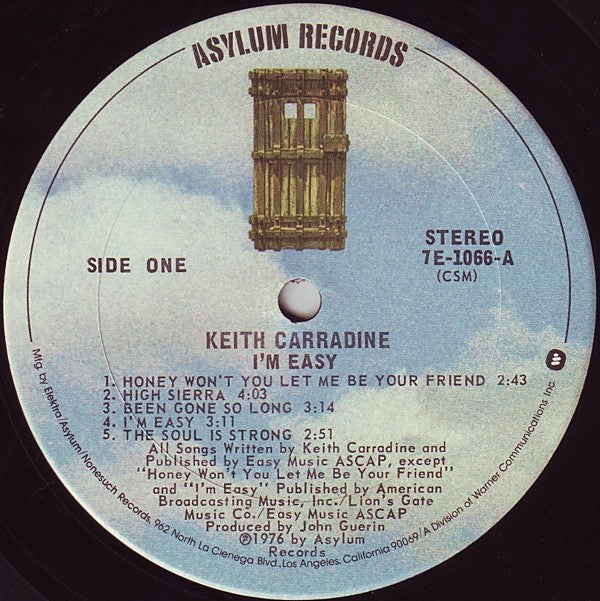 ASYLUM RECORDS
SIDE ONE
STEREO
7E-1066-A
(CSM)
KEITH CARRADINE
I'M EASY
1. HONEY WON'T YOU LET ME BE YOUR FRIEND 2:43
2. HIGH SIERRA 4:03
3. BEEN GONE SO LONG 3:14
4. I'M EASY 3:11
5. THE SOUL IS STRONG 2:51
All Songs Written by Keith Carradine and
Published by Easy Music ASCAP, except
"Honey Won't You Let Me Be Your Friend"
and "I'm Easy" Published by American
Broadcasting Music, Inc./Lion's Gate
Music Co./Easy Music ASCAP
Produced by John Guerin
℗1976 by Asylum
Records
Mfg. by Elektra/Asylum/Nonesuch Records, 962 North La Cienega Blvd., Los Angeles, California 90069/A Division of Warner Communications Inc.